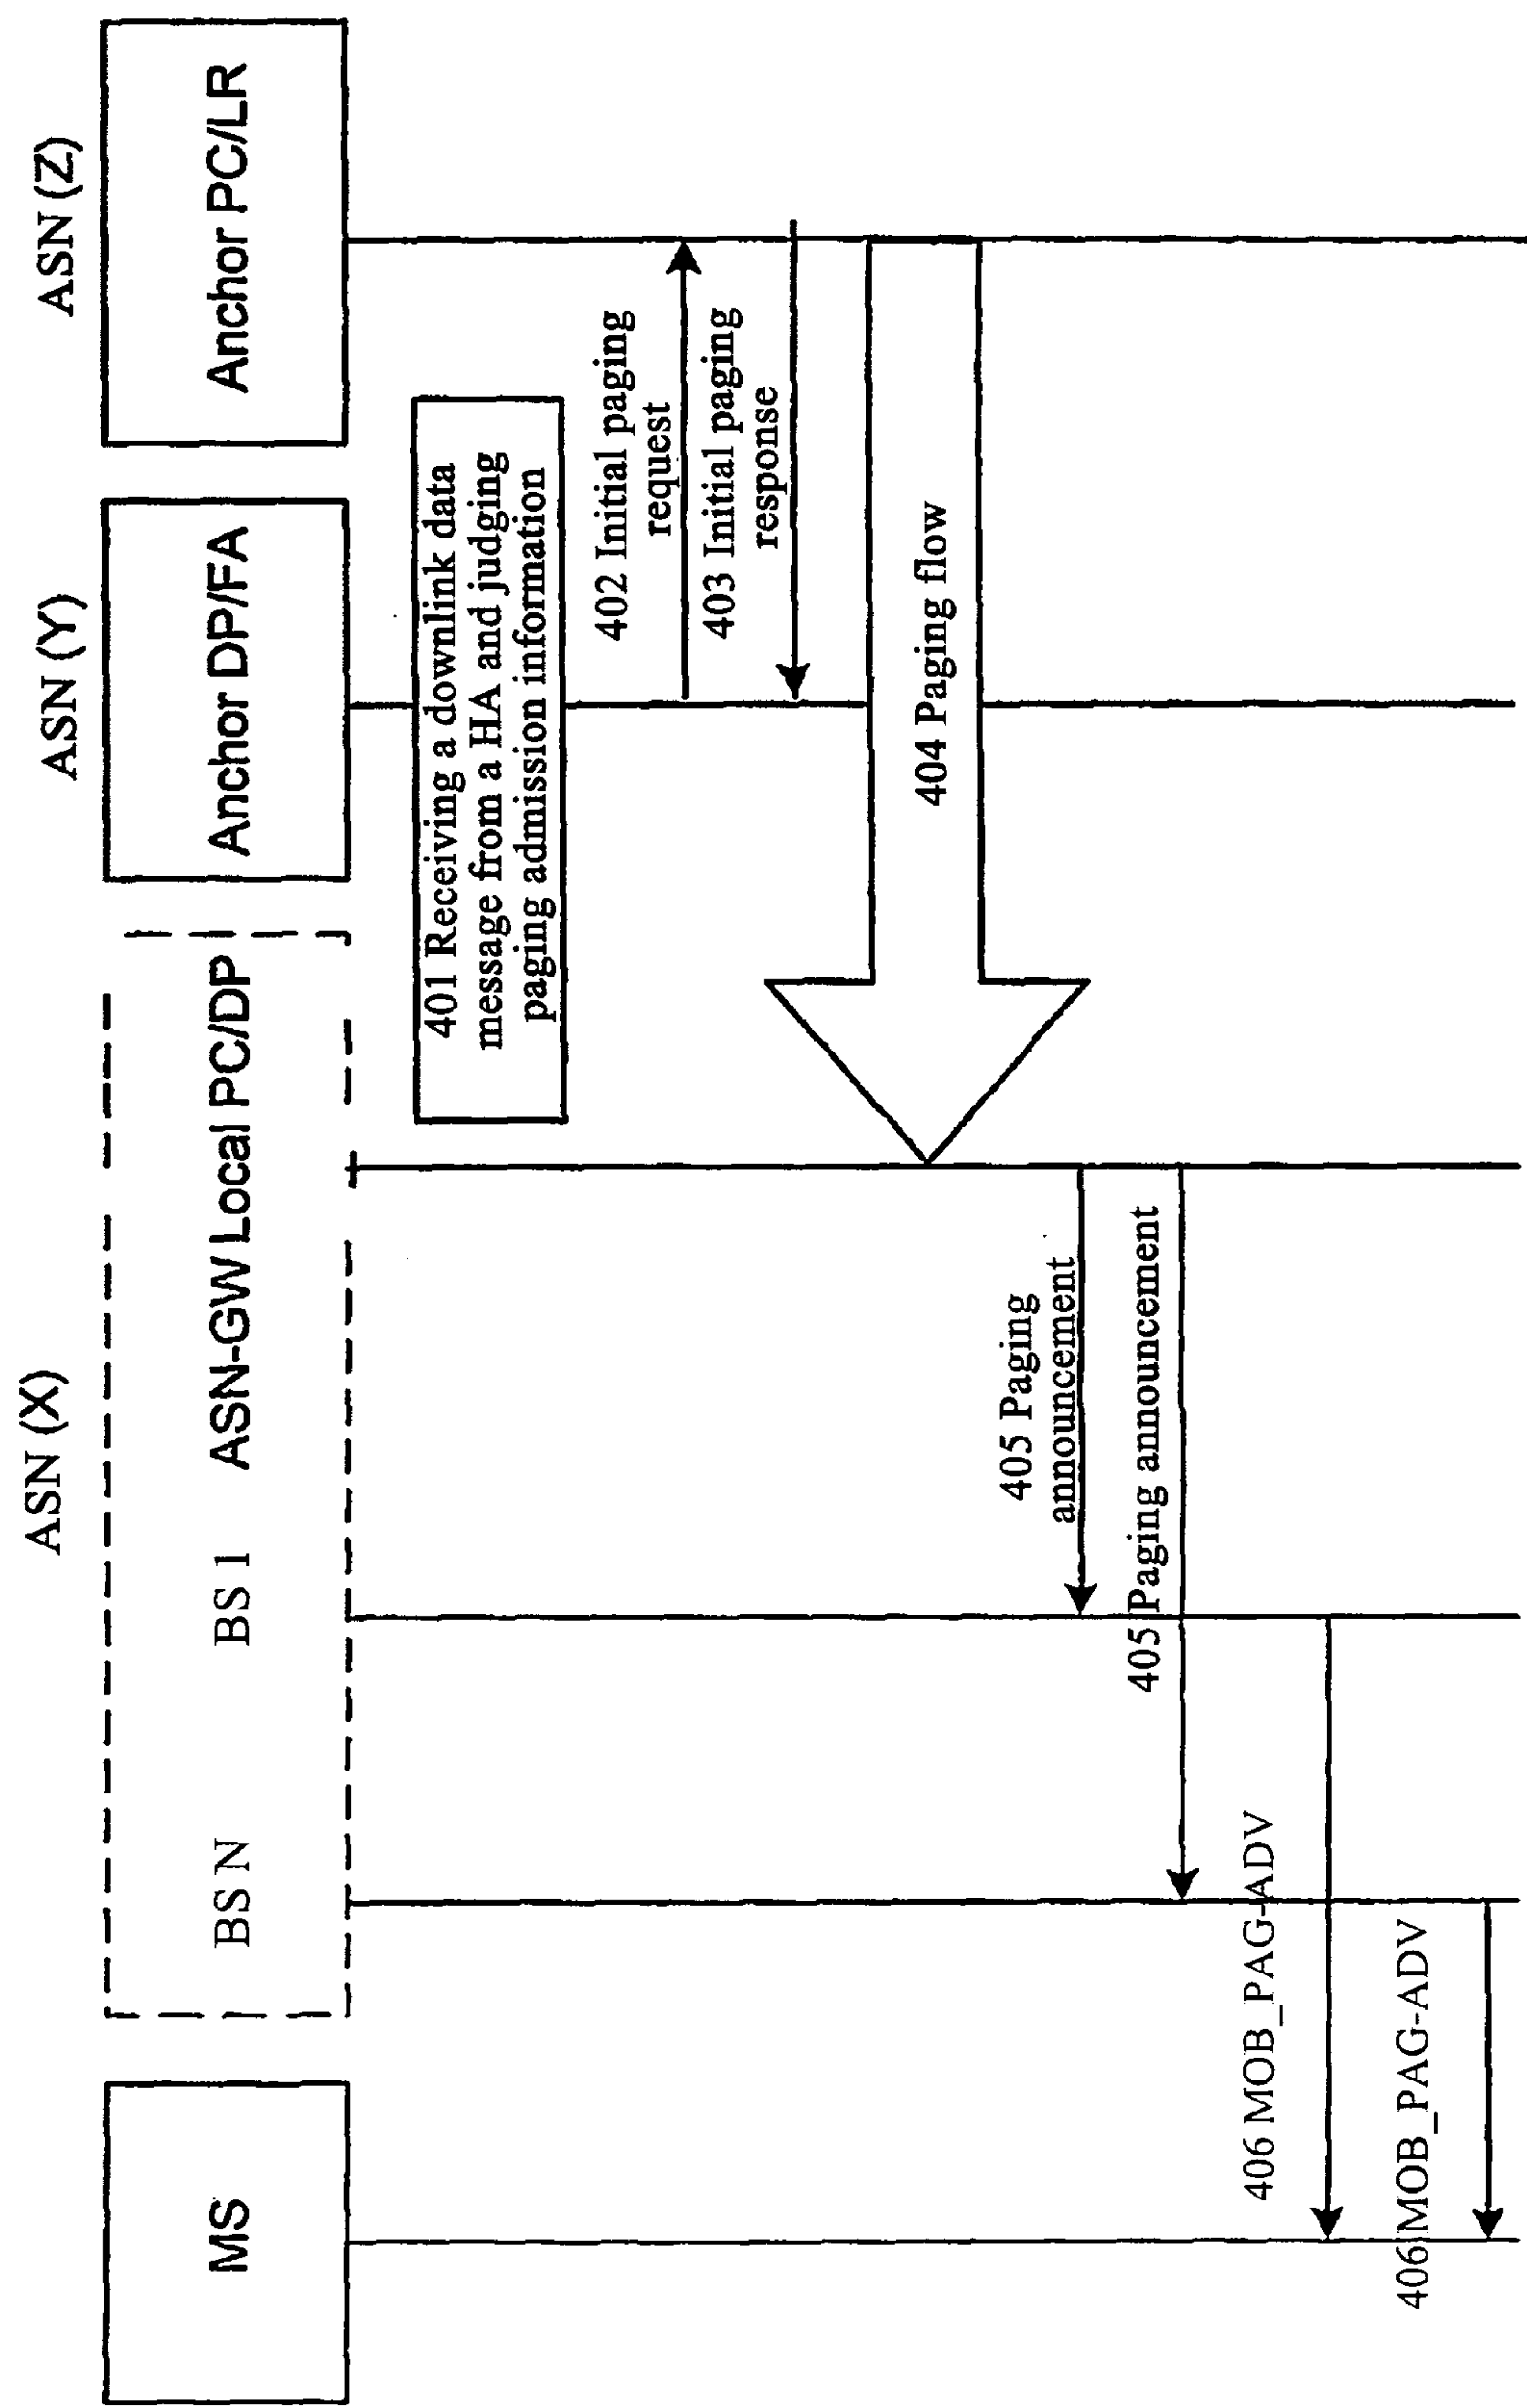 ASN (X)
ASN (Y)
ASN (Z)
MS
BS N
BS 1
ASN-GW Local PC/DP
Anchor DP/FA
Anchor PC/LR
401 Receiving a downlink data
message from a HA and judging
paging admission information
402 Initial paging
request
403 Initial paging
response
404 Paging flow
405 Paging
announcement
405 Paging announcement
406 MOB_PAG-ADV
406 MOB_PAG-ADV